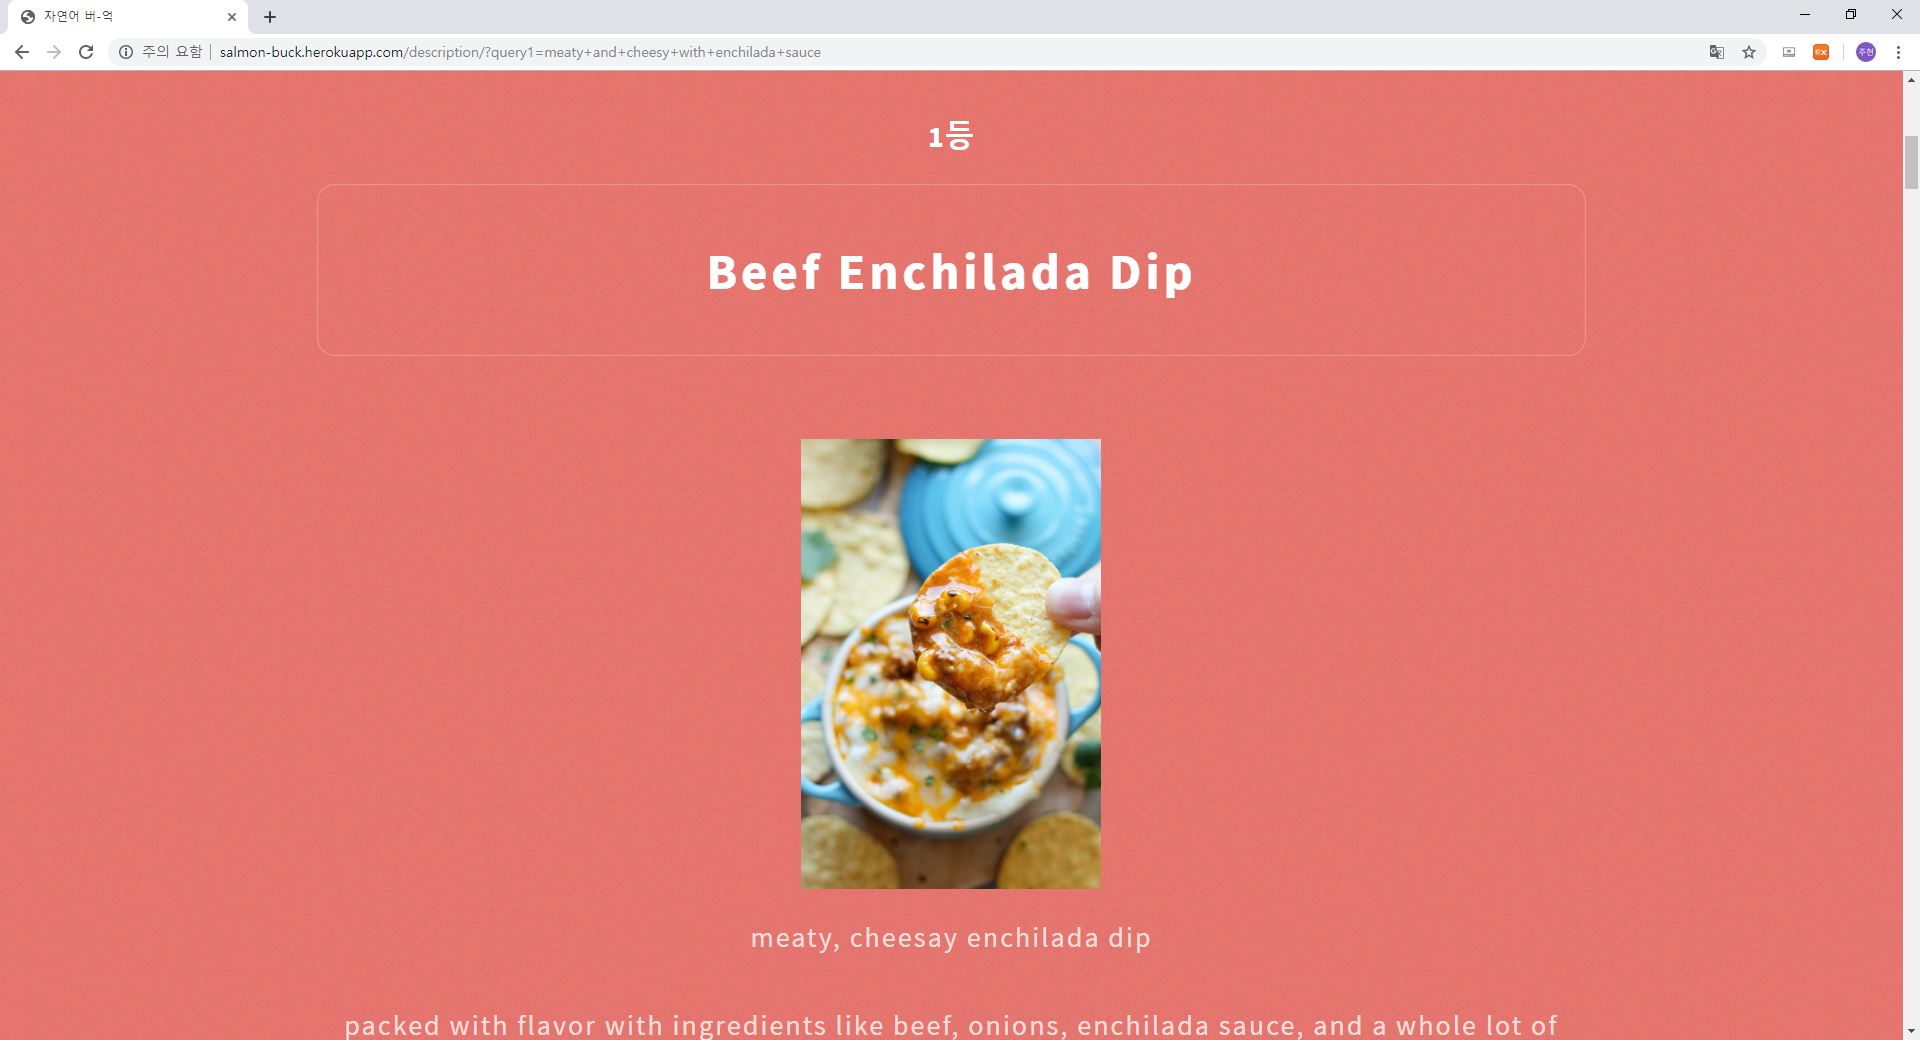 자연어 버-억
주의 요함
salmon-buck.herokuapp.com/description/?query1=meaty+and+cheesy+with+enchilada+sauce
주현
1등
Beef Enchilada Dip
meaty, cheesay enchilada dip
packed with flavor with ingredients like beef, onions, enchilada sauce, and a whole lot of